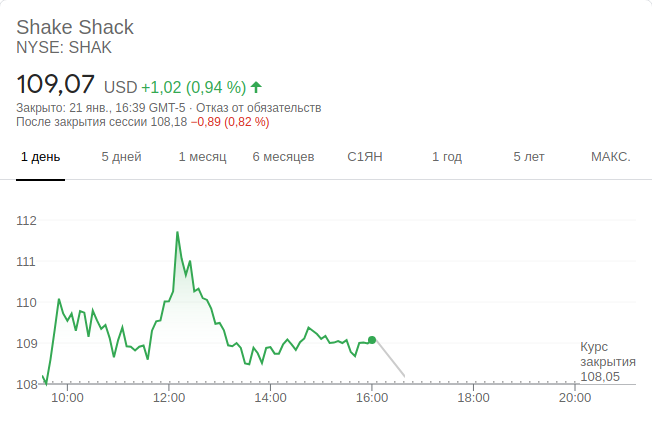 Shake Shack
NYSE: SHAK
109,07 USD +1,02 (0,94 %)
Закрыто: 21 янв., 16:39 GMT-5 · Отказ от обязательств
После закрытия сессии 108,18 −0,89 (0,82 %)
1 день 5 дней 1 месяц 6 месяцев С1ЯН 1 год 5 лет МАКС.
112
111
110
109
108
Курс
закрытия
108,05
10:00 12:00 14:00 16:00 18:00 20:00